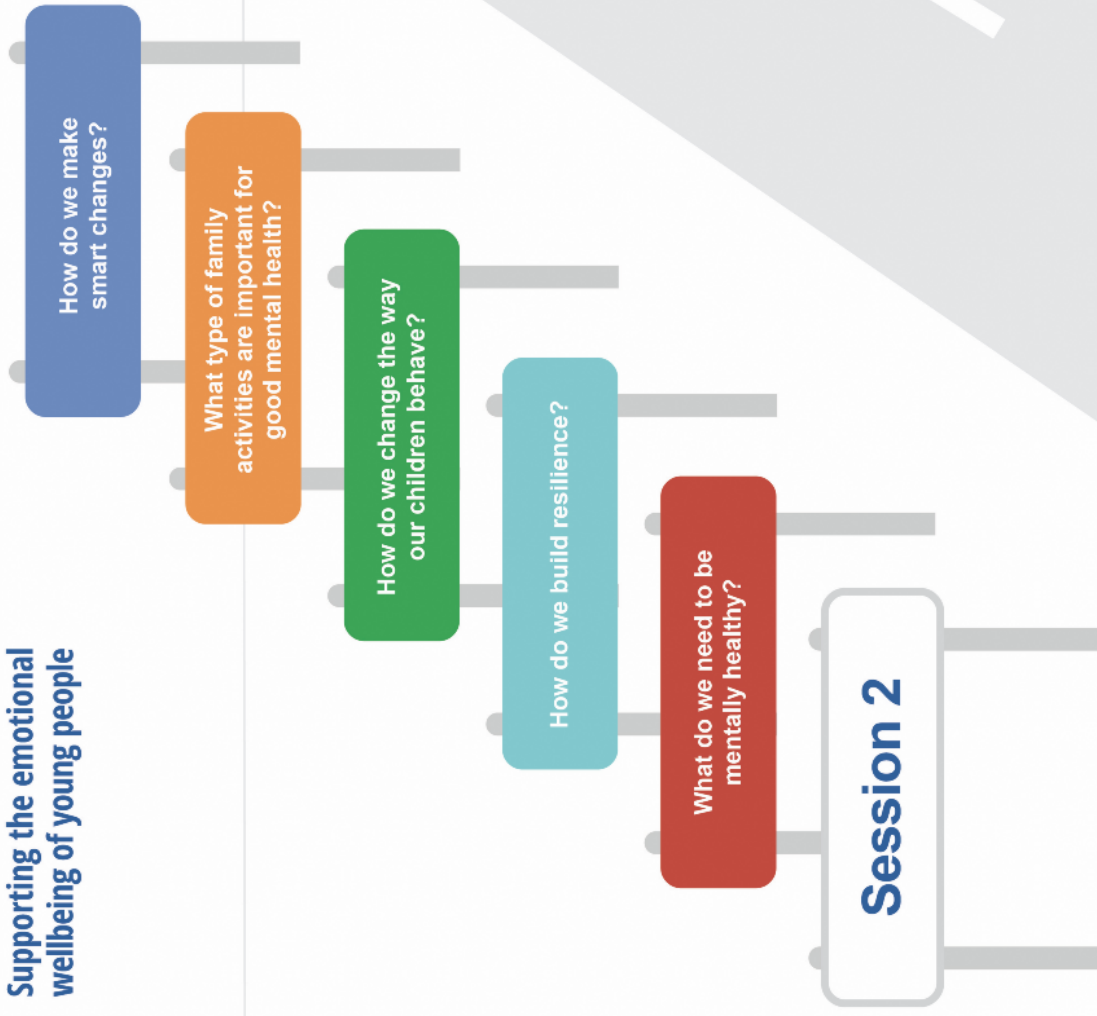 Supporting the emotional
wellbeing of young people
How do we make
smart changes?
What type of family
activities are important for
good mental health?
How do we change the way
our children behave?
How do we build resilience?
What do we need to be
mentally healthy?
Session 2